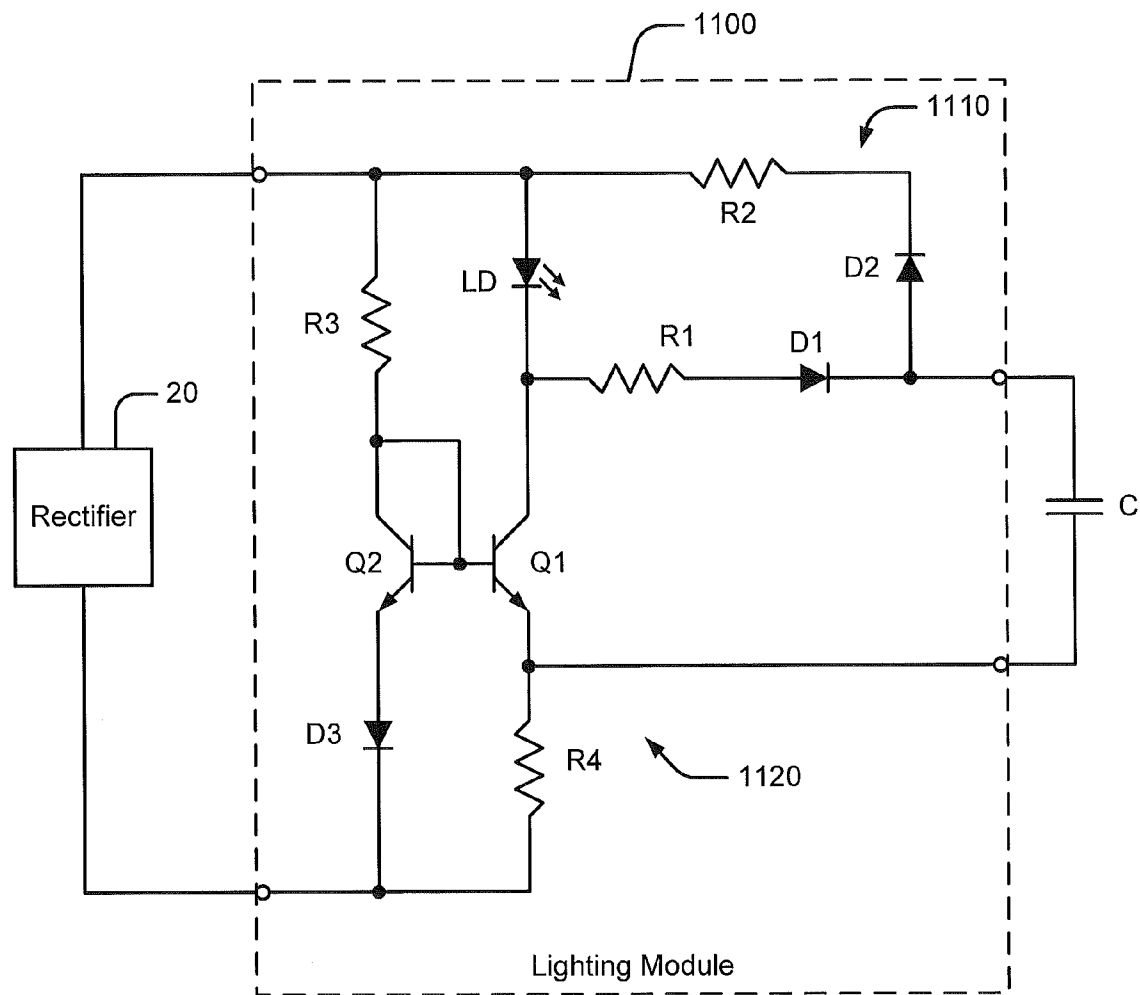 1100
1110
R2
D2
LD
R3
R1
D1
20
Rectifier
C
Q2
Q1
D3
R4
1120
Lighting Module